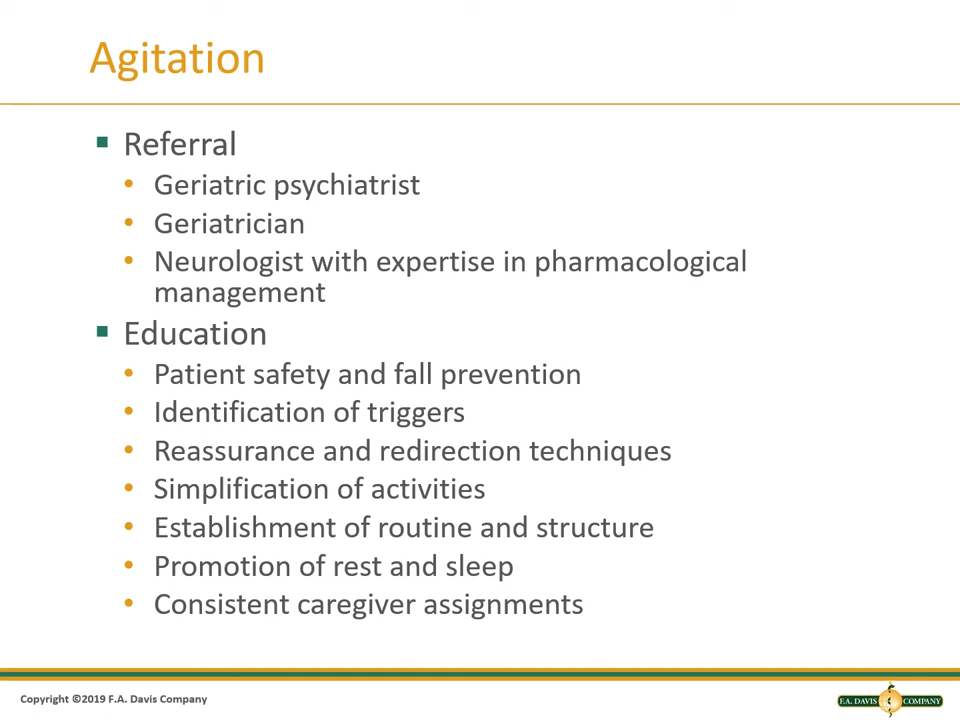 Agitation
Referral
Geriatric psychiatrist
Geriatrician
Neurologist with expertise in pharmacological
management
Education
Patient safety and fall prevention
Identification of triggers
Reassurance and redirection techniques
Simplification of activities
Establishment of routine and structure
Promotion of rest and sleep
Consistent caregiver assignments
Copyright ©2019 F.A. Davis Company
F.A. DAVIS COMPANY